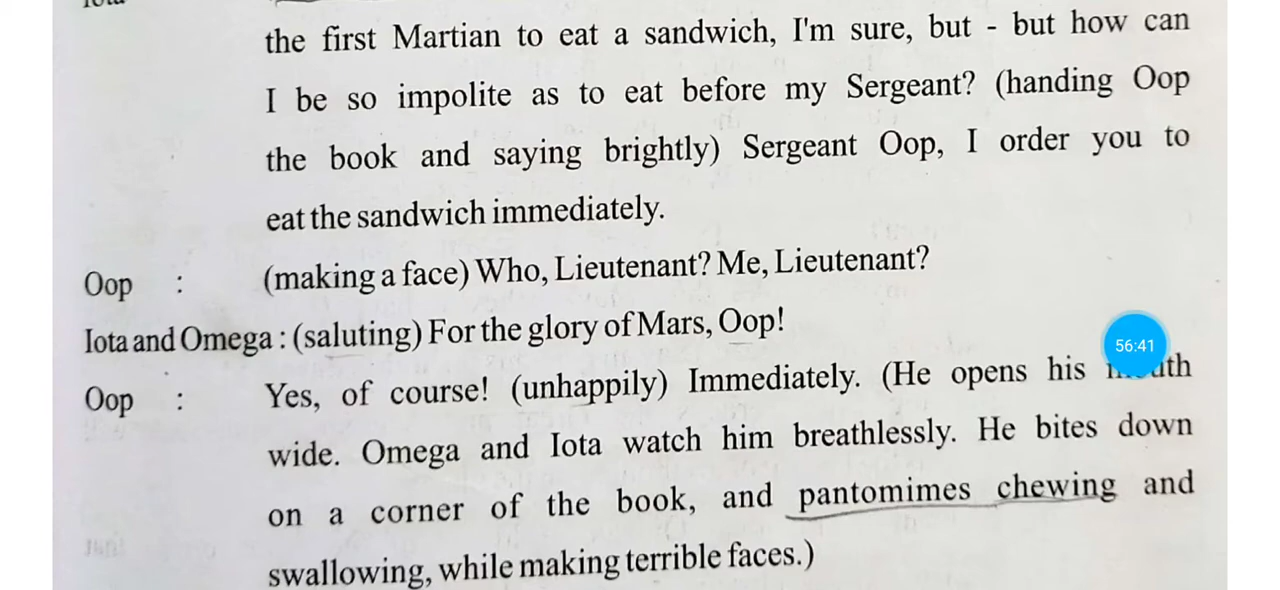 the first Martian to eat a sandwich, I'm sure, but - but how can
I be so impolite as to eat before my Sergeant? (handing Oop
the book and saying brightly) Sergeant Oop, I order you to
eat the sandwich immediately.
Oop : (making a face) Who, Lieutenant? Me, Lieutenant?
Iota and Omega : (saluting) For the glory of Mars, Oop!
56:41
Oop : Yes, of course! (unhappily) Immediately. (He opens his
wide. Omega and Iota watch him breathlessly. He bites down
on a corner of the book, and pantomimes chewing and
swallowing, while making terrible faces.)